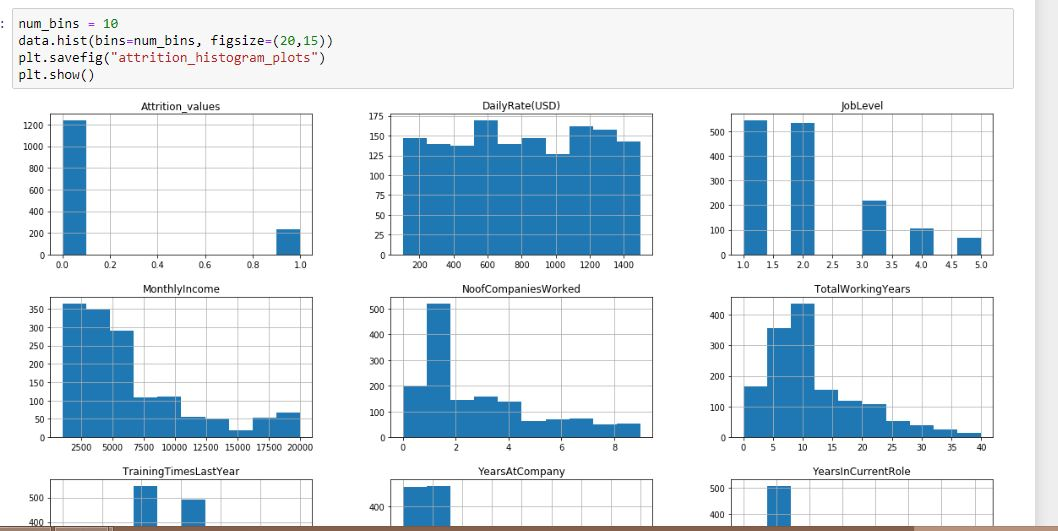 :
num_bins = 10
data.hist(bins=num_bins, figsize=(20,15))
plt.savefig("attrition_histogram_plots")
plt.show()
Attrition_values
1200
1000
800
600
400
200
0
0.0 0.2 0.4 0.6 0.8 1.0
DailyRate(USD)
175
150
125
100
75
50
25
0
200 400 600 800 1000 1200 1400
JobLevel
500
400
300
200
100
0
1.0 1.5 2.0 2.5 3.0 3.5 4.0 4.5 5.0
MonthlyIncome
350
300
250
200
150
100
50
0
2500 5000 7500 10000 12500 15000 17500 20000
NoofCompaniesWorked
500
400
300
200
100
0
0 2 4 6 8
TotalWorkingYears
400
300
200
100
0
0 5 10 15 20 25 30 35 40
TrainingTimesLastYear
500
400
YearsAtCompany
400
YearsInCurrentRole
500
400